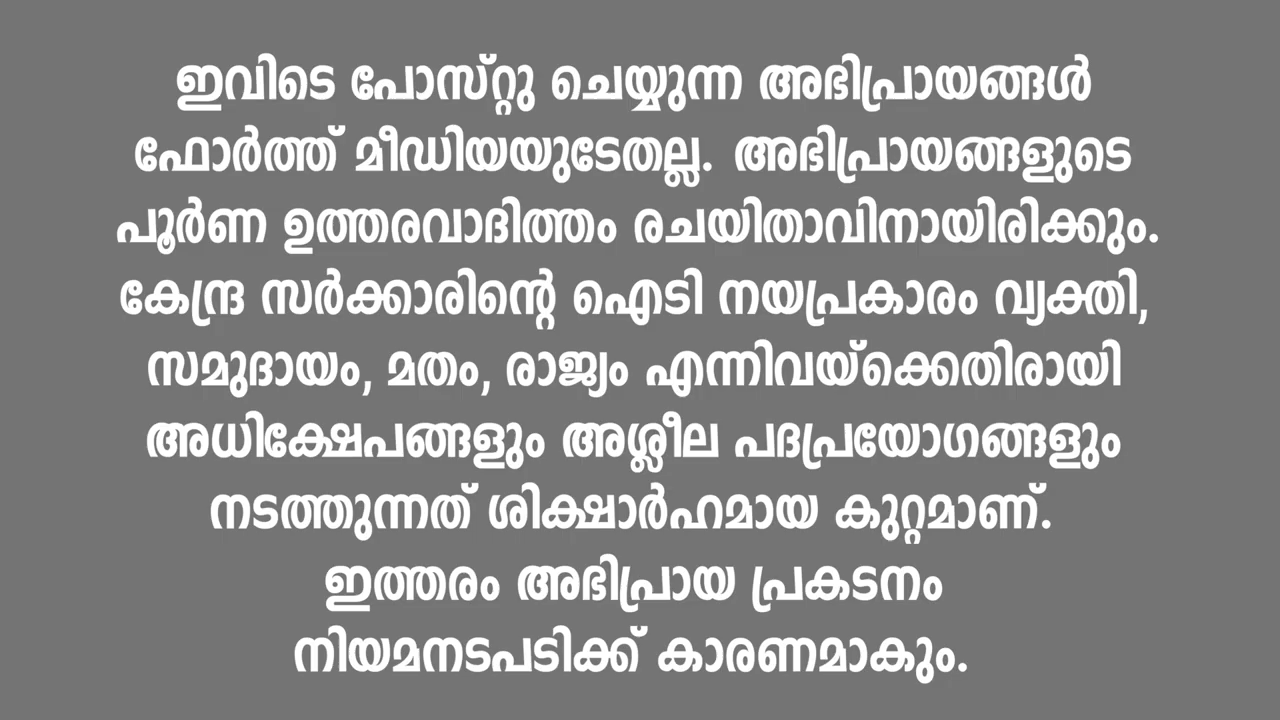 ഇവിടെ പോസ്റ്റു ചെയ്യുന്ന അഭിപ്രായങ്ങൾ
ഫോർത്ത് മീഡിയയുടേതല്ല. അഭിപ്രായങ്ങളുടെ
പൂർണ ഉത്തരവാദിത്തം രചയിതാവിനായിരിക്കും.
കേന്ദ്ര സർക്കാരിന്റെ ഐടി നയപ്രകാരം വ്യക്തി,
സമുദായം, മതം, രാജ്യം എന്നിവയ്ക്കെതിരായി
അധിക്ഷേപങ്ങളും അശ്ലീല പദപ്രയോഗങ്ങളും
നടത്തുന്നത് ശിക്ഷാർഹമായ കുറ്റമാണ്.
ഇത്തരം അഭിപ്രായ പ്രകടനം
നിയമനടപടിക്ക് കാരണമാകും.